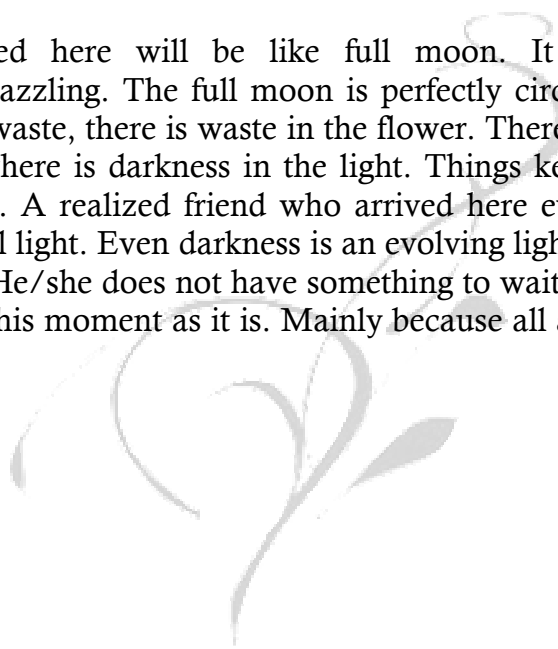 ed here will be like full moon. It
azzling. The full moon is perfectly circ
waste, there is waste in the flower. There
here is darkness in the light. Things ke
. A realized friend who arrived here e
l light. Even darkness is an evolving ligh
He/she does not have something to wait
his moment as it is. Mainly because all